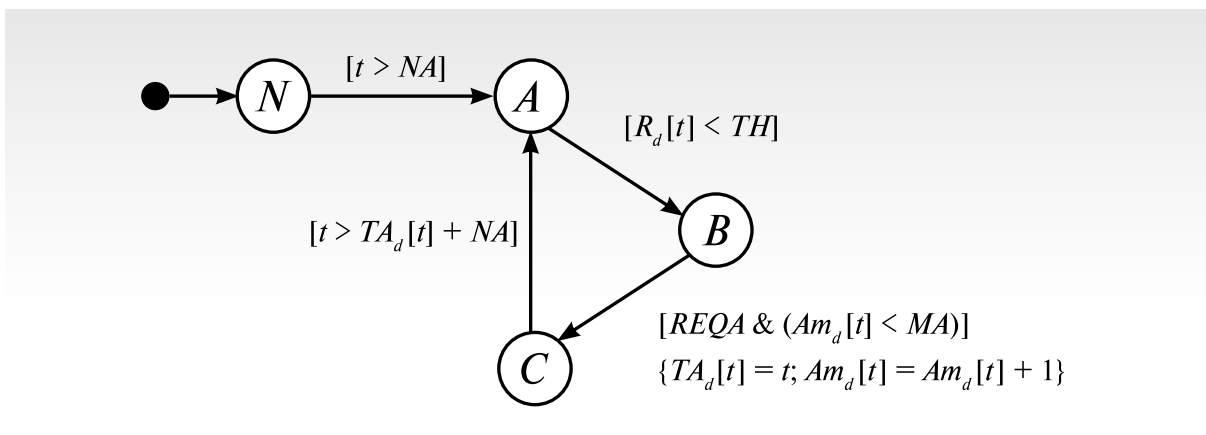 N
[t > NA]
A
[R_d[t] < TH]
[t > TA_d[t] + NA]
B
[REQA & (Am_d[t] < MA)]
C
{TA_d[t] = t; Am_d[t] = Am_d[t] + 1}